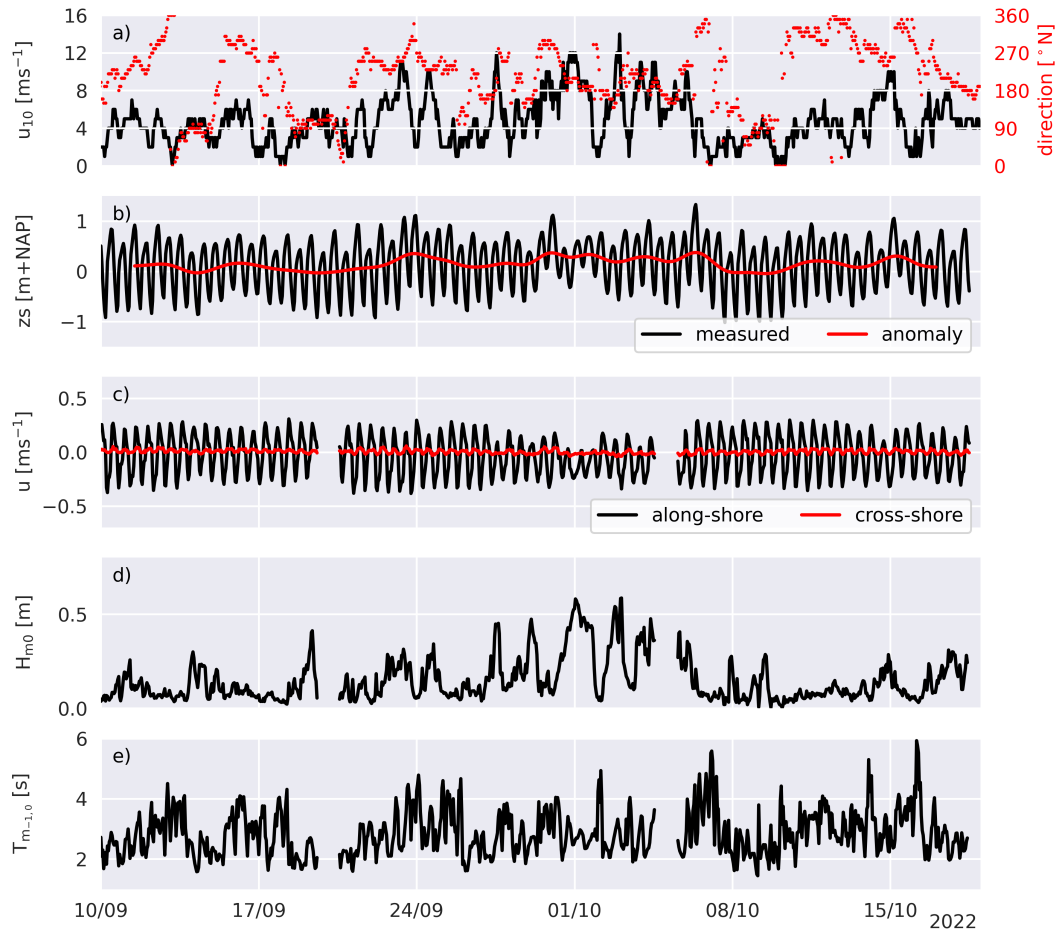 a)
u₁₀ [ms⁻¹]
16
12
8
4
0
360
270
180
90
0
direction [°N]
b)
zs [m+NAP]
1
0
−1
measured
anomaly
c)
u [ms⁻¹]
0.5
0.0
−0.5
along-shore
cross-shore
d)
Hₘ₀ [m]
0.5
0.0
e)
Tₘ₋₁,₀ [s]
6
4
2
10/09 17/09 24/09 01/10 08/10 15/10
2022